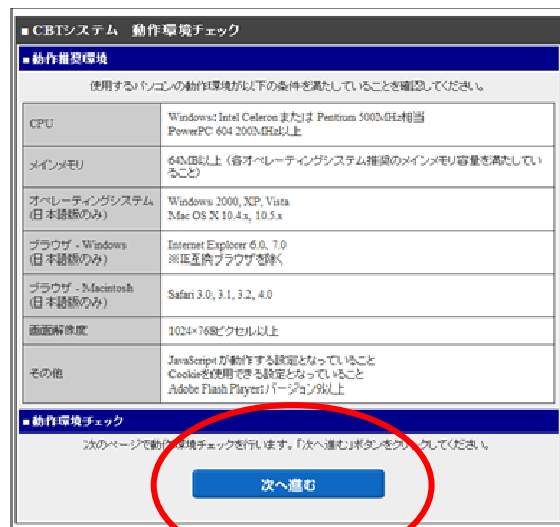 ■CBTシステム 動作環境チェック
■動作推奨環境
使用するパソコンの動作環境が以下の条件を満たしていることを確認してください。
CPU
Windows: Intel Celeron または Pentium 500MHz相当
PowerPC 604 200MHz以上
メインメモリ
64MB以上（各オペレーティングシステム推奨のメインメモリ容量を満たしてい
ること）
オペレーティングシステム
(日本語版のみ)
Windows 2000, XP, Vista
Mac OS X 10.4.x, 10.5.x
ブラウザ - Windows
(日本語版のみ)
Internet Explorer 6.0, 7.0
※IE互換ブラウザを除く
ブラウザ - Macintosh
(日本語版のみ)
Safari 3.0, 3.1, 3.2, 4.0
画面解像度
1024×768ピクセル以上
その他
JavaScriptが動作する設定となっていること
Cookieを使用できる設定となっていること
Adobe Flash Player:バージョン9以上
■動作環境チェック
次のページで動作環境チェックを行います。「次へ進む」ボタンをクリックしてください。
次へ進む